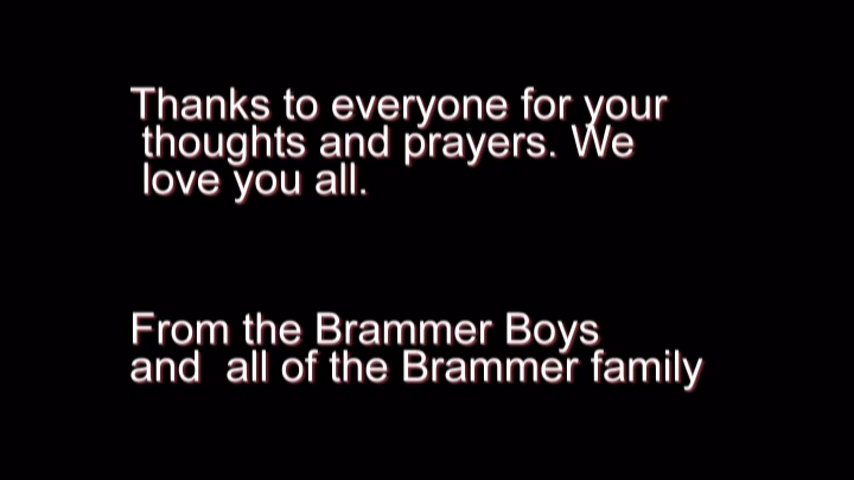 Thanks to everyone for your
thoughts and prayers. We
love you all.
From the Brammer Boys
and  all of the Brammer family